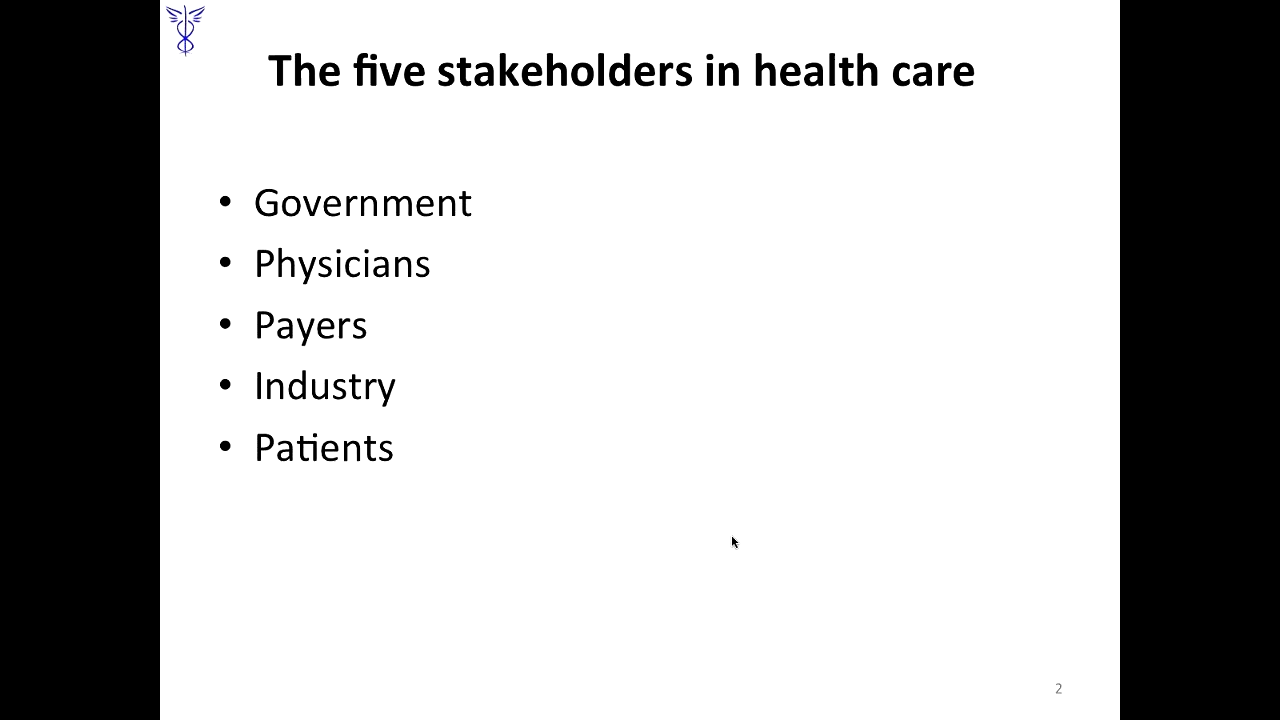 The five stakeholders in health care
• Government
• Physicians
• Payers
• Industry
• Patients
2